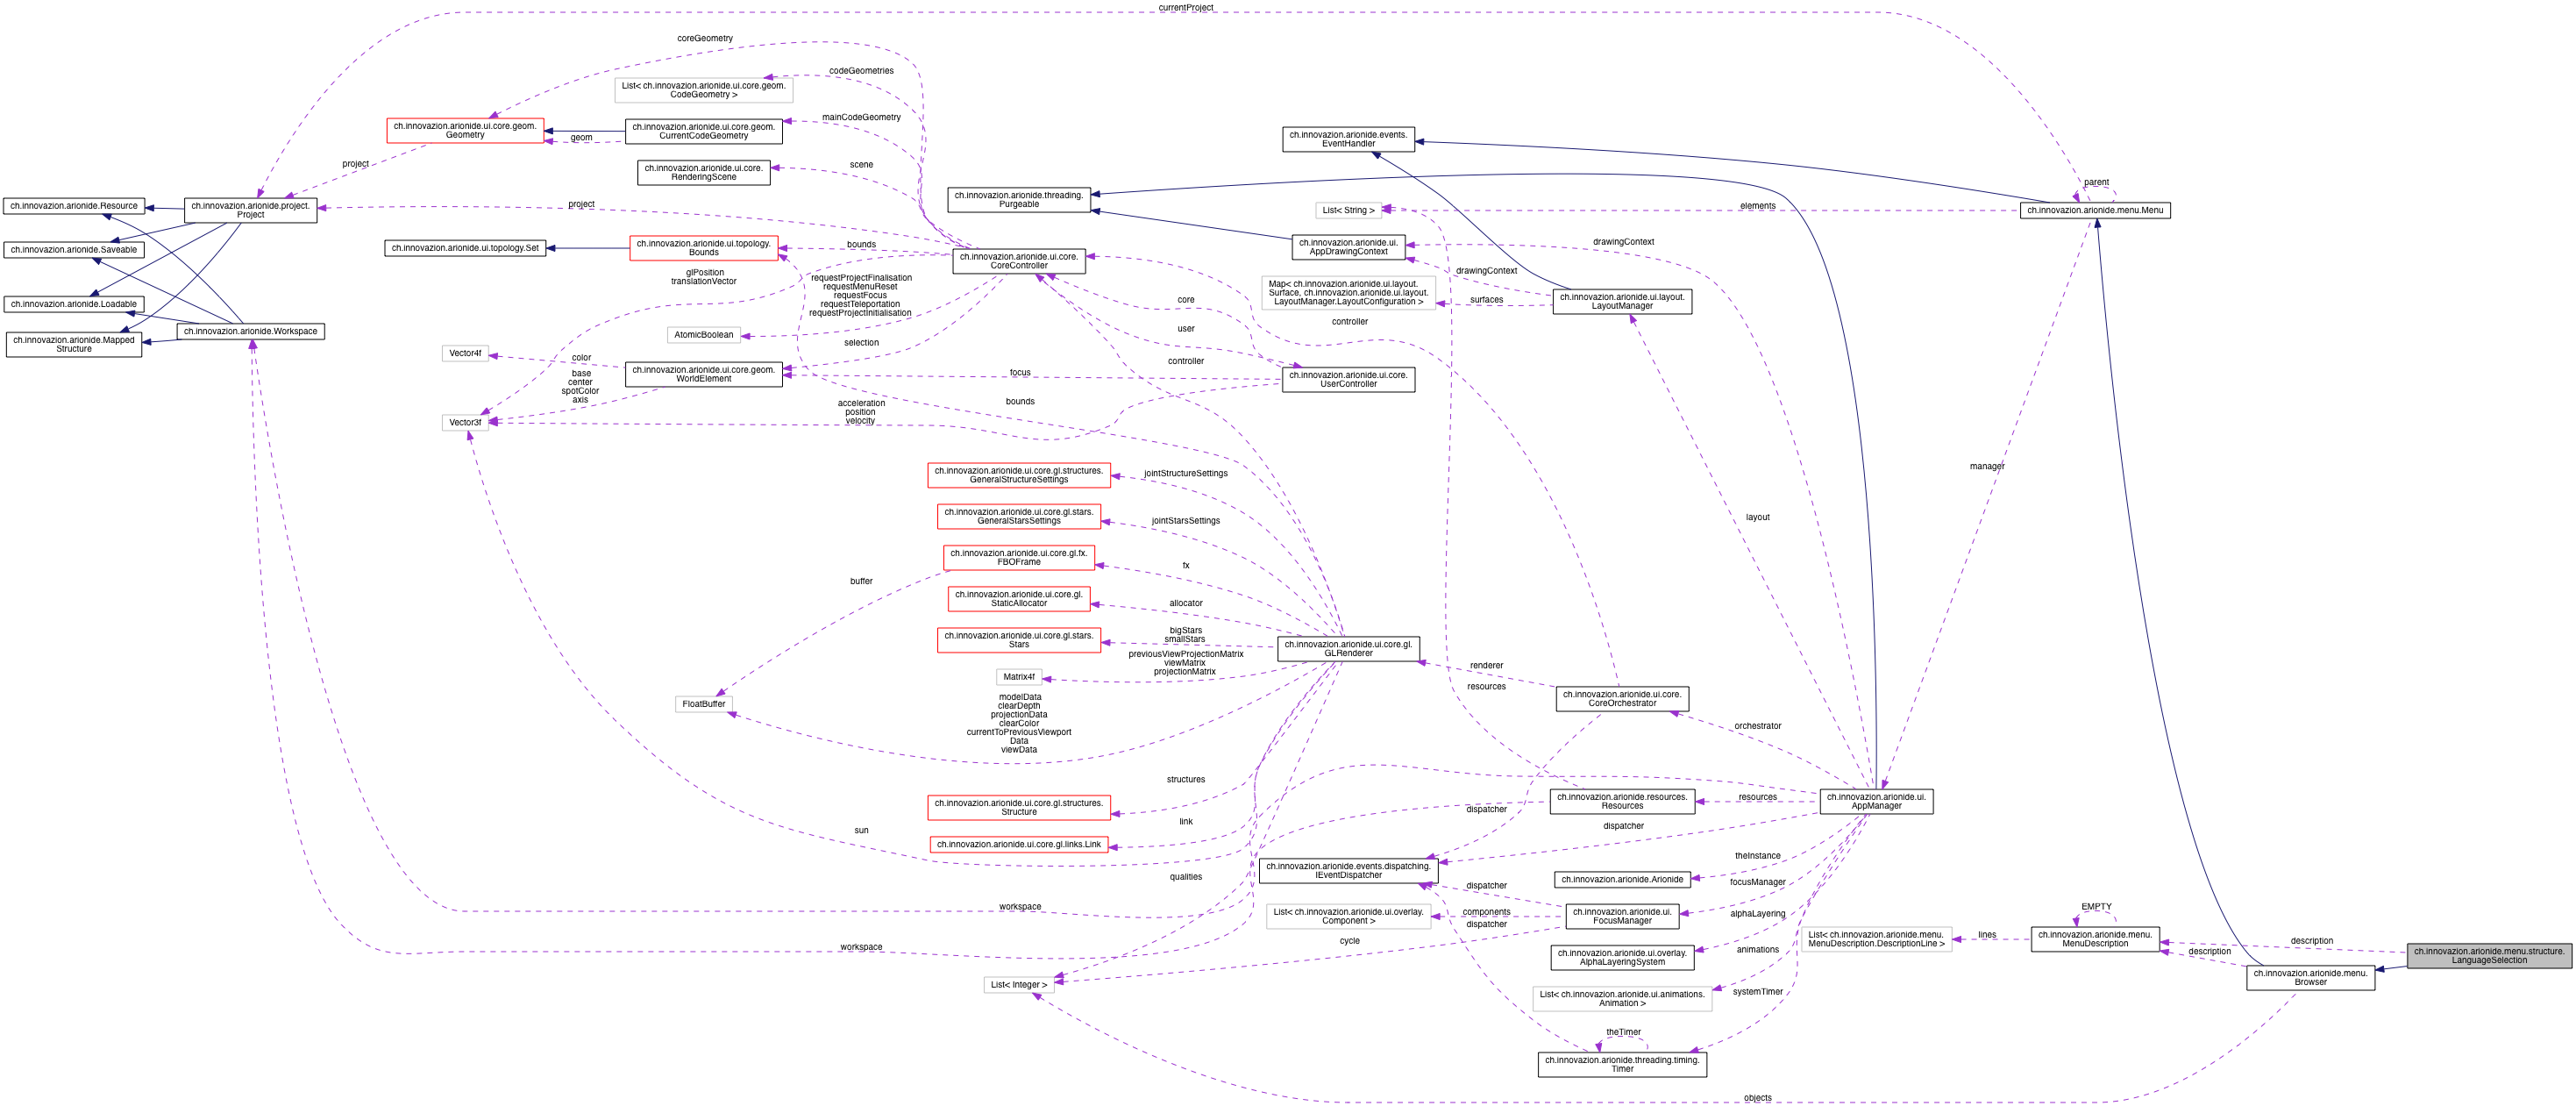 currentProject
coreGeometry
codeGeometries
List< ch.innovazion.arionide.ui.core.geom.
CodeGeometry >
mainCodeGeometry
ch.innovazion.arionide.ui.core.geom.
Geometry
geom
ch.innovazion.arionide.ui.core.geom.
CurrentCodeGeometry
ch.innovazion.arionide.events.
EventHandler
project
scene
ch.innovazion.arionide.ui.core.
RenderingScene
parent
ch.innovazion.arionide.Resource
ch.innovazion.arionide.project.
Project
project
ch.innovazion.arionide.threading.
Purgeable
List< String >
elements
ch.innovazion.arionide.menu.Menu
ch.innovazion.arionide.Saveable
ch.innovazion.arionide.ui.topology.Set
ch.innovazion.arionide.ui.topology.
Bounds
bounds
ch.innovazion.arionide.ui.core.
CoreController
ch.innovazion.arionide.ui.
AppDrawingContext
drawingContext
drawingContext
glPosition
translationVector
requestProjectFinalisation
requestMenuReset
requestFocus
requestTeleportation
requestProjectInitialisation
Map< ch.innovazion.arionide.ui.layout.
Surface, ch.innovazion.arionide.ui.layout.
LayoutManager.LayoutConfiguration >
surfaces
ch.innovazion.arionide.ui.layout.
LayoutManager
ch.innovazion.arionide.Loadable
core
ch.innovazion.arionide.Workspace
ch.innovazion.arionide.Mapped
Structure
AtomicBoolean
user
controller
selection
Vector4f
color
controller
ch.innovazion.arionide.ui.core.geom.
WorldElement
focus
ch.innovazion.arionide.ui.core.
UserController
base
center
spotColor
axis
acceleration
position
velocity
bounds
Vector3f
manager
ch.innovazion.arionide.ui.core.gl.structures.
GeneralStructureSettings
jointStructureSettings
ch.innovazion.arionide.ui.core.gl.stars.
GeneralStarsSettings
jointStarsSettings
layout
ch.innovazion.arionide.ui.core.gl.fx.
FBOFrame
fx
buffer
ch.innovazion.arionide.ui.core.gl.
StaticAllocator
allocator
ch.innovazion.arionide.ui.core.gl.stars.
Stars
bigStars
smallStars
ch.innovazion.arionide.ui.core.gl.
GLRenderer
previousViewProjectionMatrix
viewMatrix
projectionMatrix
Matrix4f
renderer
resources
ch.innovazion.arionide.ui.core.
CoreOrchestrator
FloatBuffer
modelData
clearDepth
projectionData
clearColor
currentToPreviousViewport
Data
viewData
orchestrator
structures
ch.innovazion.arionide.ui.core.gl.structures.
Structure
dispatcher
ch.innovazion.arionide.resources.
Resources
resources
ch.innovazion.arionide.ui.
AppManager
sun
link
ch.innovazion.arionide.ui.core.gl.links.Link
dispatcher
theInstance
ch.innovazion.arionide.events.dispatching.
IEventDispatcher
qualities
ch.innovazion.arionide.Arionide
focusManager
dispatcher
workspace
List< ch.innovazion.arionide.ui.overlay.
Component >
components
dispatcher
ch.innovazion.arionide.ui.
FocusManager
alphaLayering
EMPTY
workspace
cycle
ch.innovazion.arionide.ui.overlay.
AlphaLayeringSystem
animations
List< ch.innovazion.arionide.menu.
MenuDescription.DescriptionLine >
lines
ch.innovazion.arionide.menu.
MenuDescription
description
description
ch.innovazion.arionide.menu.structure.
LanguageSelection
List< Integer >
List< ch.innovazion.arionide.ui.animations.
Animation >
systemTimer
ch.innovazion.arionide.menu.
Browser
theTimer
ch.innovazion.arionide.threading.timing.
Timer
objects